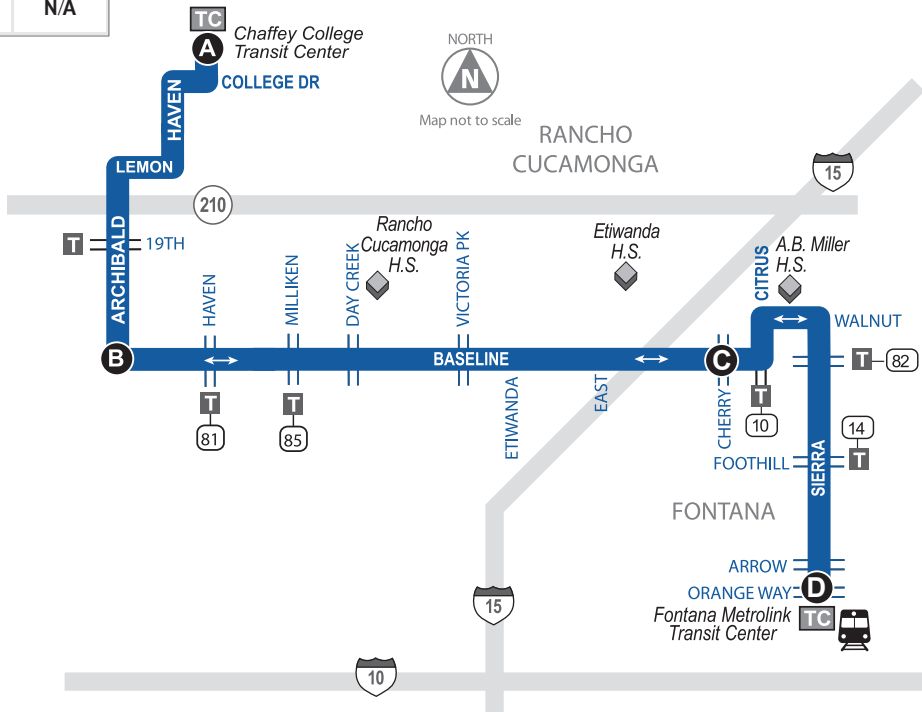 N/A
TC
A
Chaffey College
Transit Center
COLLEGE DR
HAVEN
LEMON
NORTH
N
Map not to scale
RANCHO
CUCAMONGA
15
210
T
19TH
ARCHIBALD
HAVEN
MILLIKEN
DAY CREEK
Rancho
Cucamonga
H.S.
VICTORIA PK
Etiwanda
H.S.
CITRUS
A.B. Miller
H.S.
WALNUT
B
BASELINE
C
T
82
T
81
T
85
ETIWANDA
EAST
CHERRY
T
10
14
T
FOOTHILL
SIERRA
FONTANA
ARROW
ORANGE WAY
D
Fontana Metrolink
Transit Center
TC
15
10